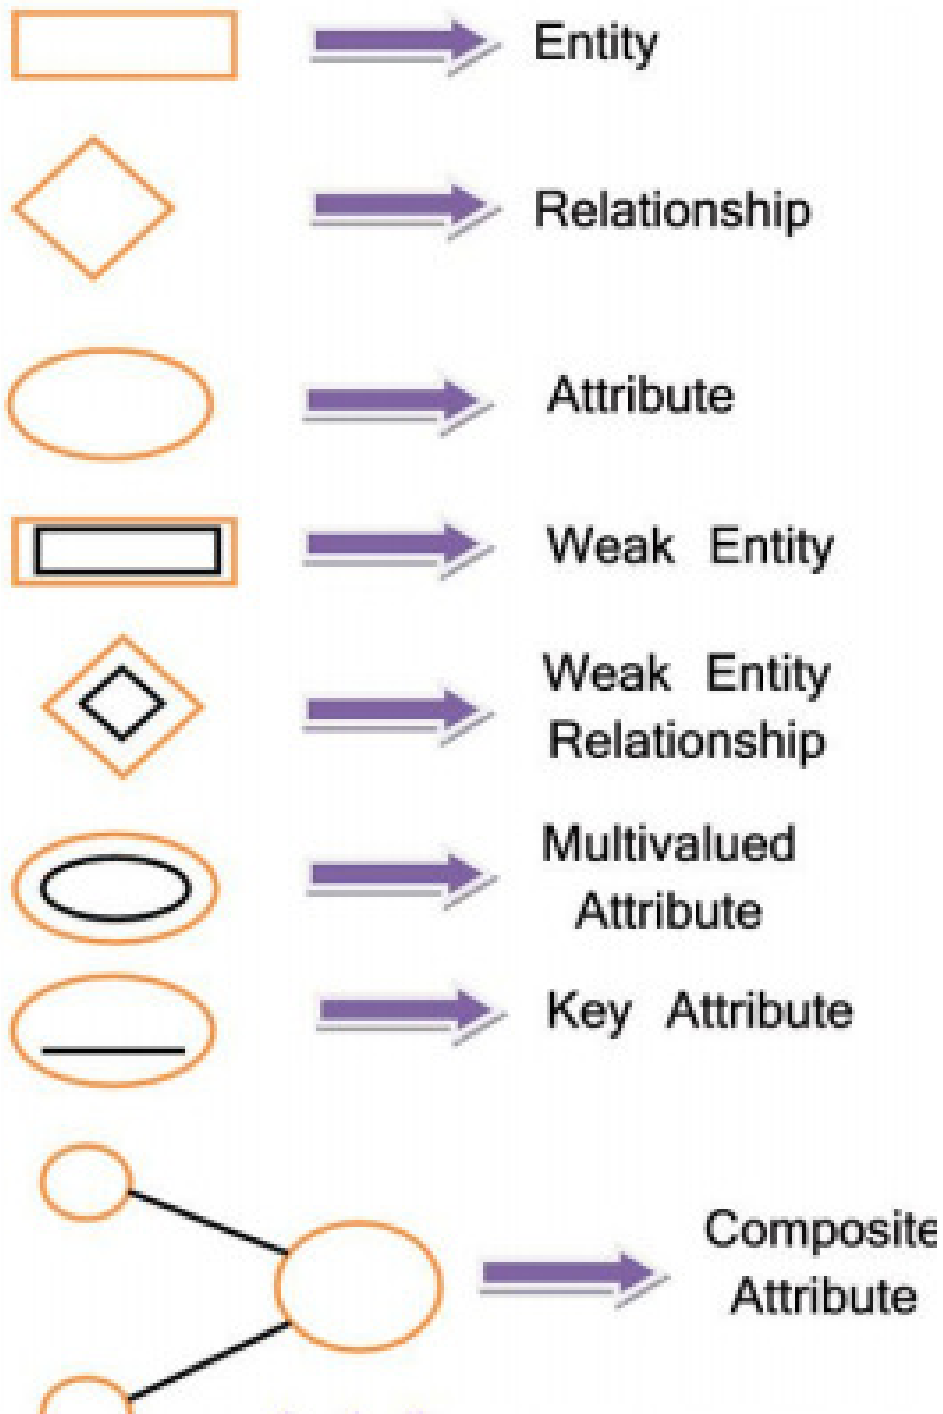 Entity
Relationship
Attribute
Weak Entity
Weak Entity
Relationship
Multivalued
Attribute
Key Attribute
Composite
Attribute